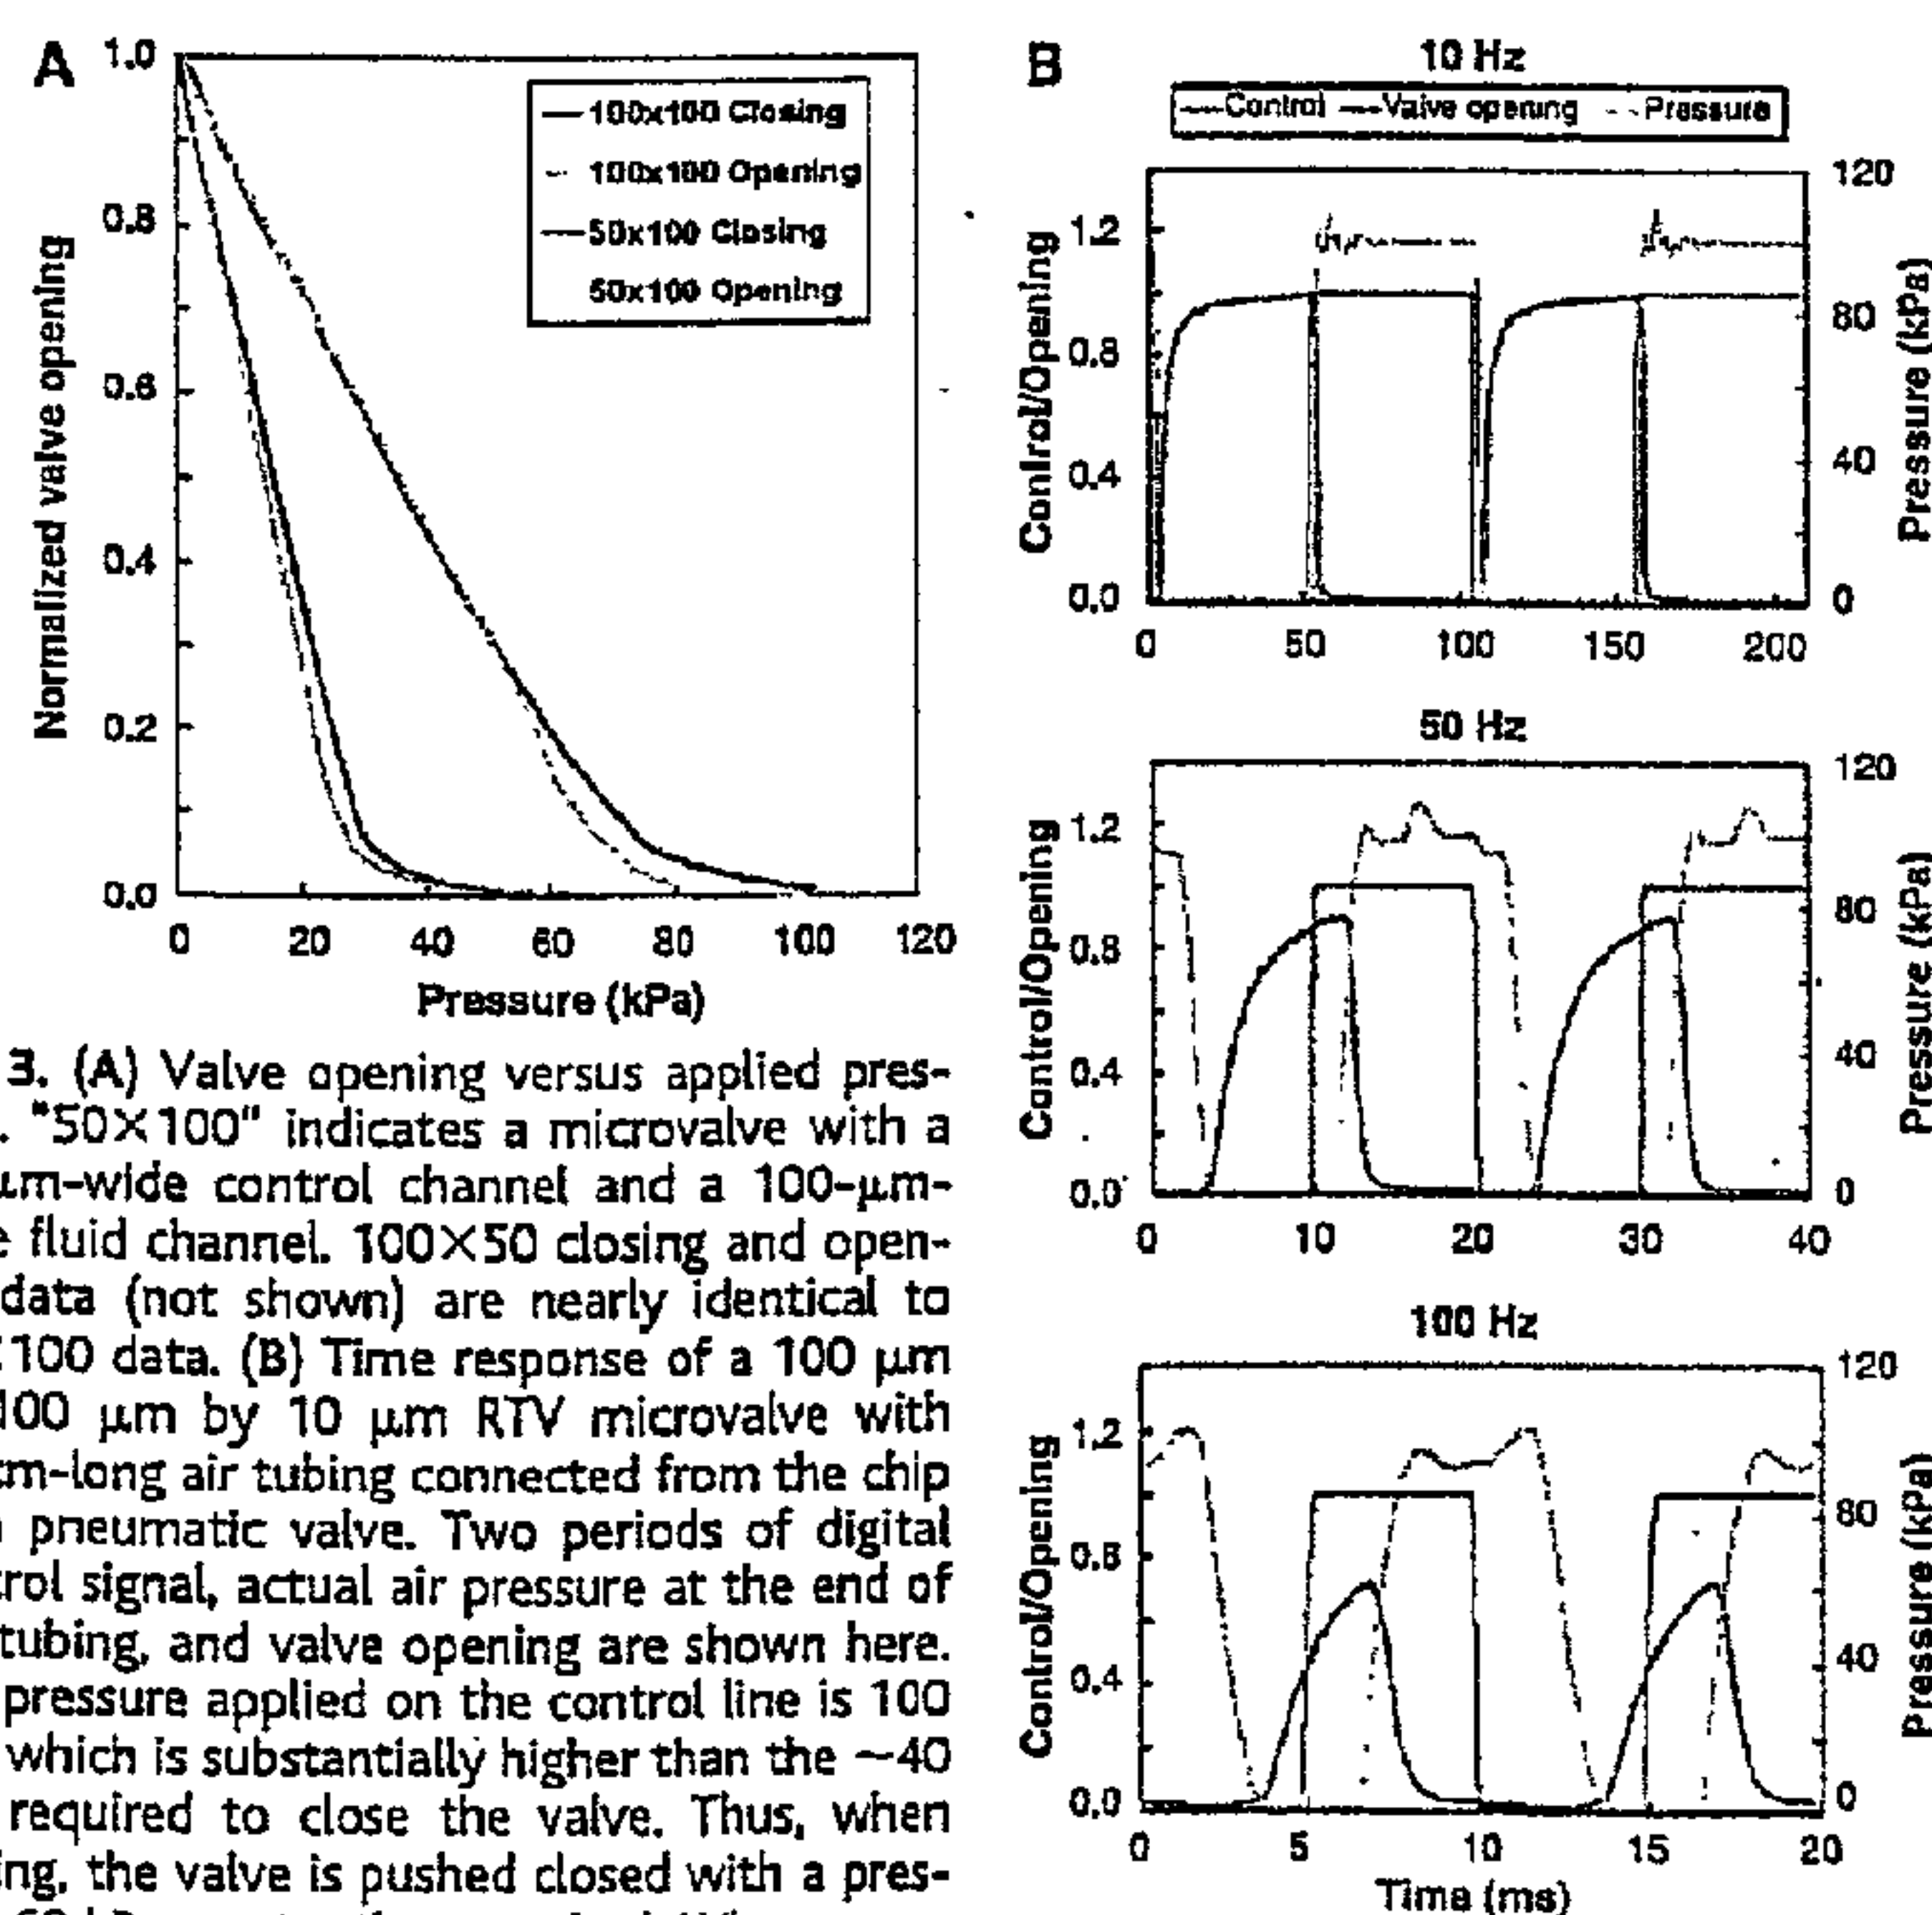 A
1.0
0.8
0.6
0.4
0.2
0.0
Normalized valve opening
100x100 Closing
100x100 Opening
50x100 Closing
50x100 Opening
0 20 40 60 80 100 120
Pressure (kPa)
3. (A) Valve opening versus applied pres-
. "50×100" indicates a microvalve with a
μm-wide control channel and a 100-μm-
e fluid channel. 100×50 closing and open-
data (not shown) are nearly identical to
×100 data. (B) Time response of a 100 μm
100 μm by 10 μm RTV microvalve with
cm-long air tubing connected from the chip
a pneumatic valve. Two periods of digital
trol signal, actual air pressure at the end of
tubing, and valve opening are shown here.
pressure applied on the control line is 100
which is substantially higher than the ~40
required to close the valve. Thus, when
ing, the valve is pushed closed with a pres-
B
10 Hz
Control Valve opening Pressure
Control/Opening
1.2
0.8
0.4
0.0
120
80
40
0
Pressure (kPa)
0 50 100 150 200
50 Hz
Control/Opening
1.2
0.8
0.4
0.0
120
80
40
0
Pressure (kPa)
0 10 20 30 40
100 Hz
Control/Opening
1.2
0.8
0.4
0.0
120
80
40
0
Pressure (kPa)
0 5 10 15 20
Time (ms)